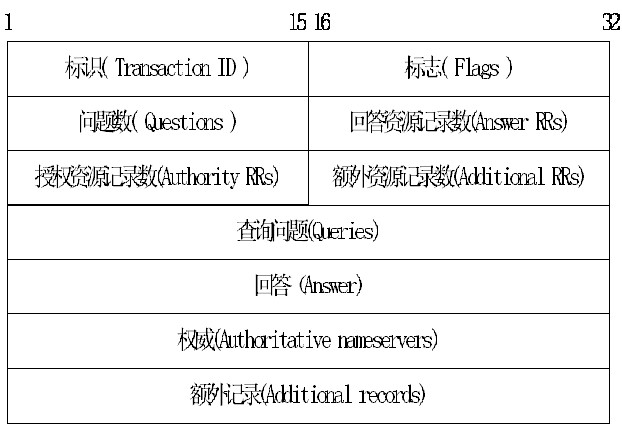 1 15 16 32
标识( Transaction ID) ) 标志( Flags )
问题数( Questions ) 回答资源记录数(Answer RRs)
授权资源记录数(Authority RRs) 额外资源记录数(Additional RRs)
查询问题(Queries)
回答 (Answer)
权威(Authoritative nameservers)
额外记录(Additional records)